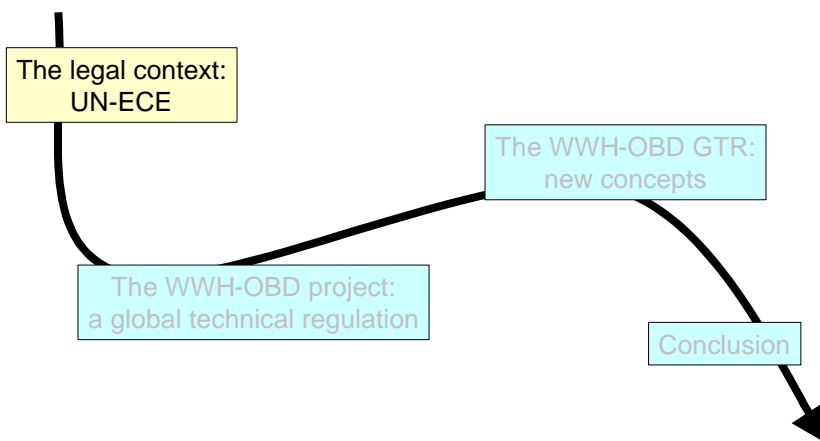 The legal context:
UN-ECE
The WWH-OBD GTR:
new concepts
The WWH-OBD project:
a global technical regulation
Conclusion